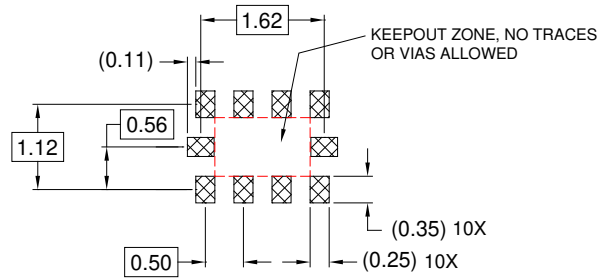 1.62
KEEPOUT ZONE, NO TRACES
OR VIAS ALLOWED
(0.11)
0.56
1.12
(0.35) 10X
(0.25) 10X
0.50